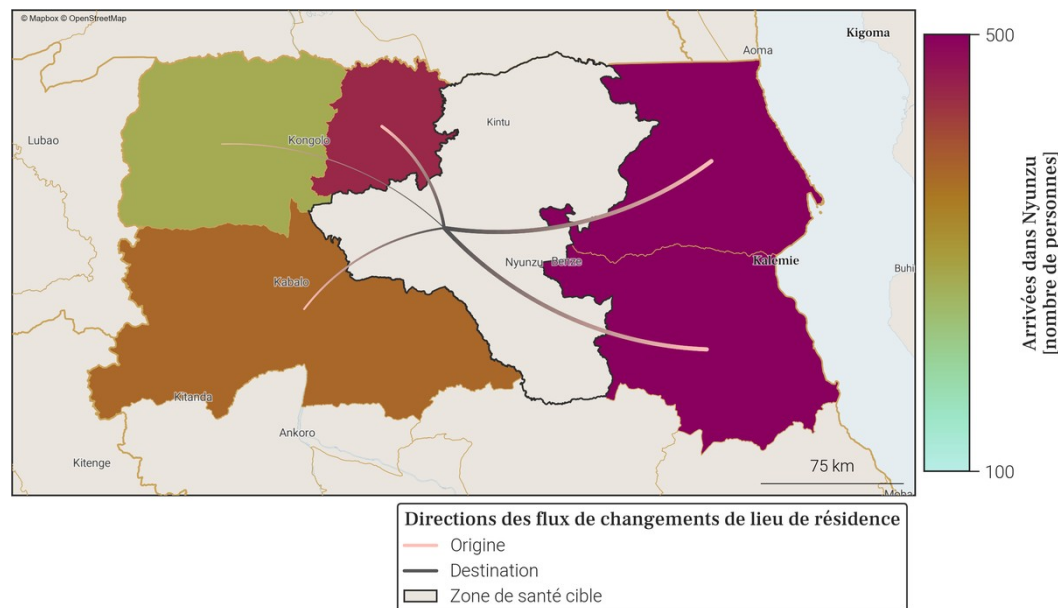 © Mapbox © OpenStreetMap
Kigoma
500
Aoma
Lubao
Kongolo
Kintu
Nyunzu
Benze
Kalemie
Buhi
Kabalo
Kitanda
Ankoro
Kitenge
75 km
Moba
100
Arrivées dans Nyunzu
[nombre de personnes]
Directions des flux de changements de lieu de résidence
Origine
Destination
Zone de santé cible